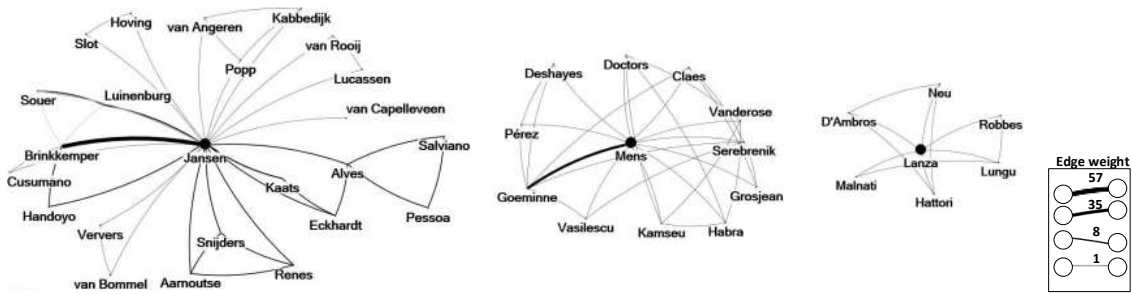 Hoving
van Angeren
Kabbedijk
Slot
van Rooij
Popp
Lucassen
Souer
Luinenburg
van Capelleveen
Brinkkemper
Jansen
Salviano
Cusumano
Kaats
Alves
Handoyo
Eckhardt
Pessoa
Ververs
Snijders
van Bommel
Aarnoutse
Renes
Doctors
Deshayes
Claes
Vanderose
Pérez
Mens
Serebrenik
Goeminne
Grosjean
Vasilescu
Kamseu
Habra
Neu
D'Ambros
Robbes
Lanza
Malnati
Lungu
Hattori
Edge weight
57
35
8
1